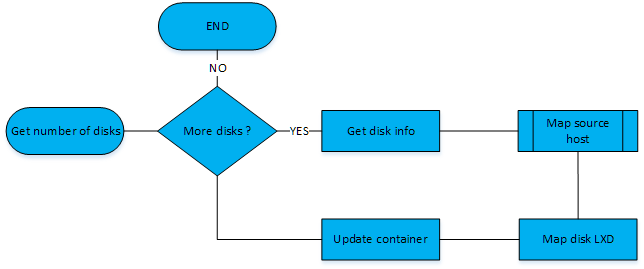 END
NO
Get number of disks
More disks ?
YES
Get disk info
Map source
host
Update container
Map disk LXD